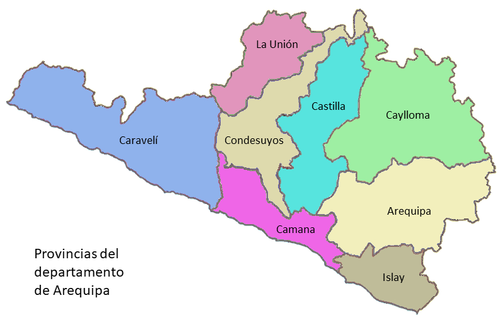 La Unión
Castilla
Caylloma
Caravelí
Condesuyos
Arequipa
Camana
Islay
Provincias del
departamento
de Arequipa